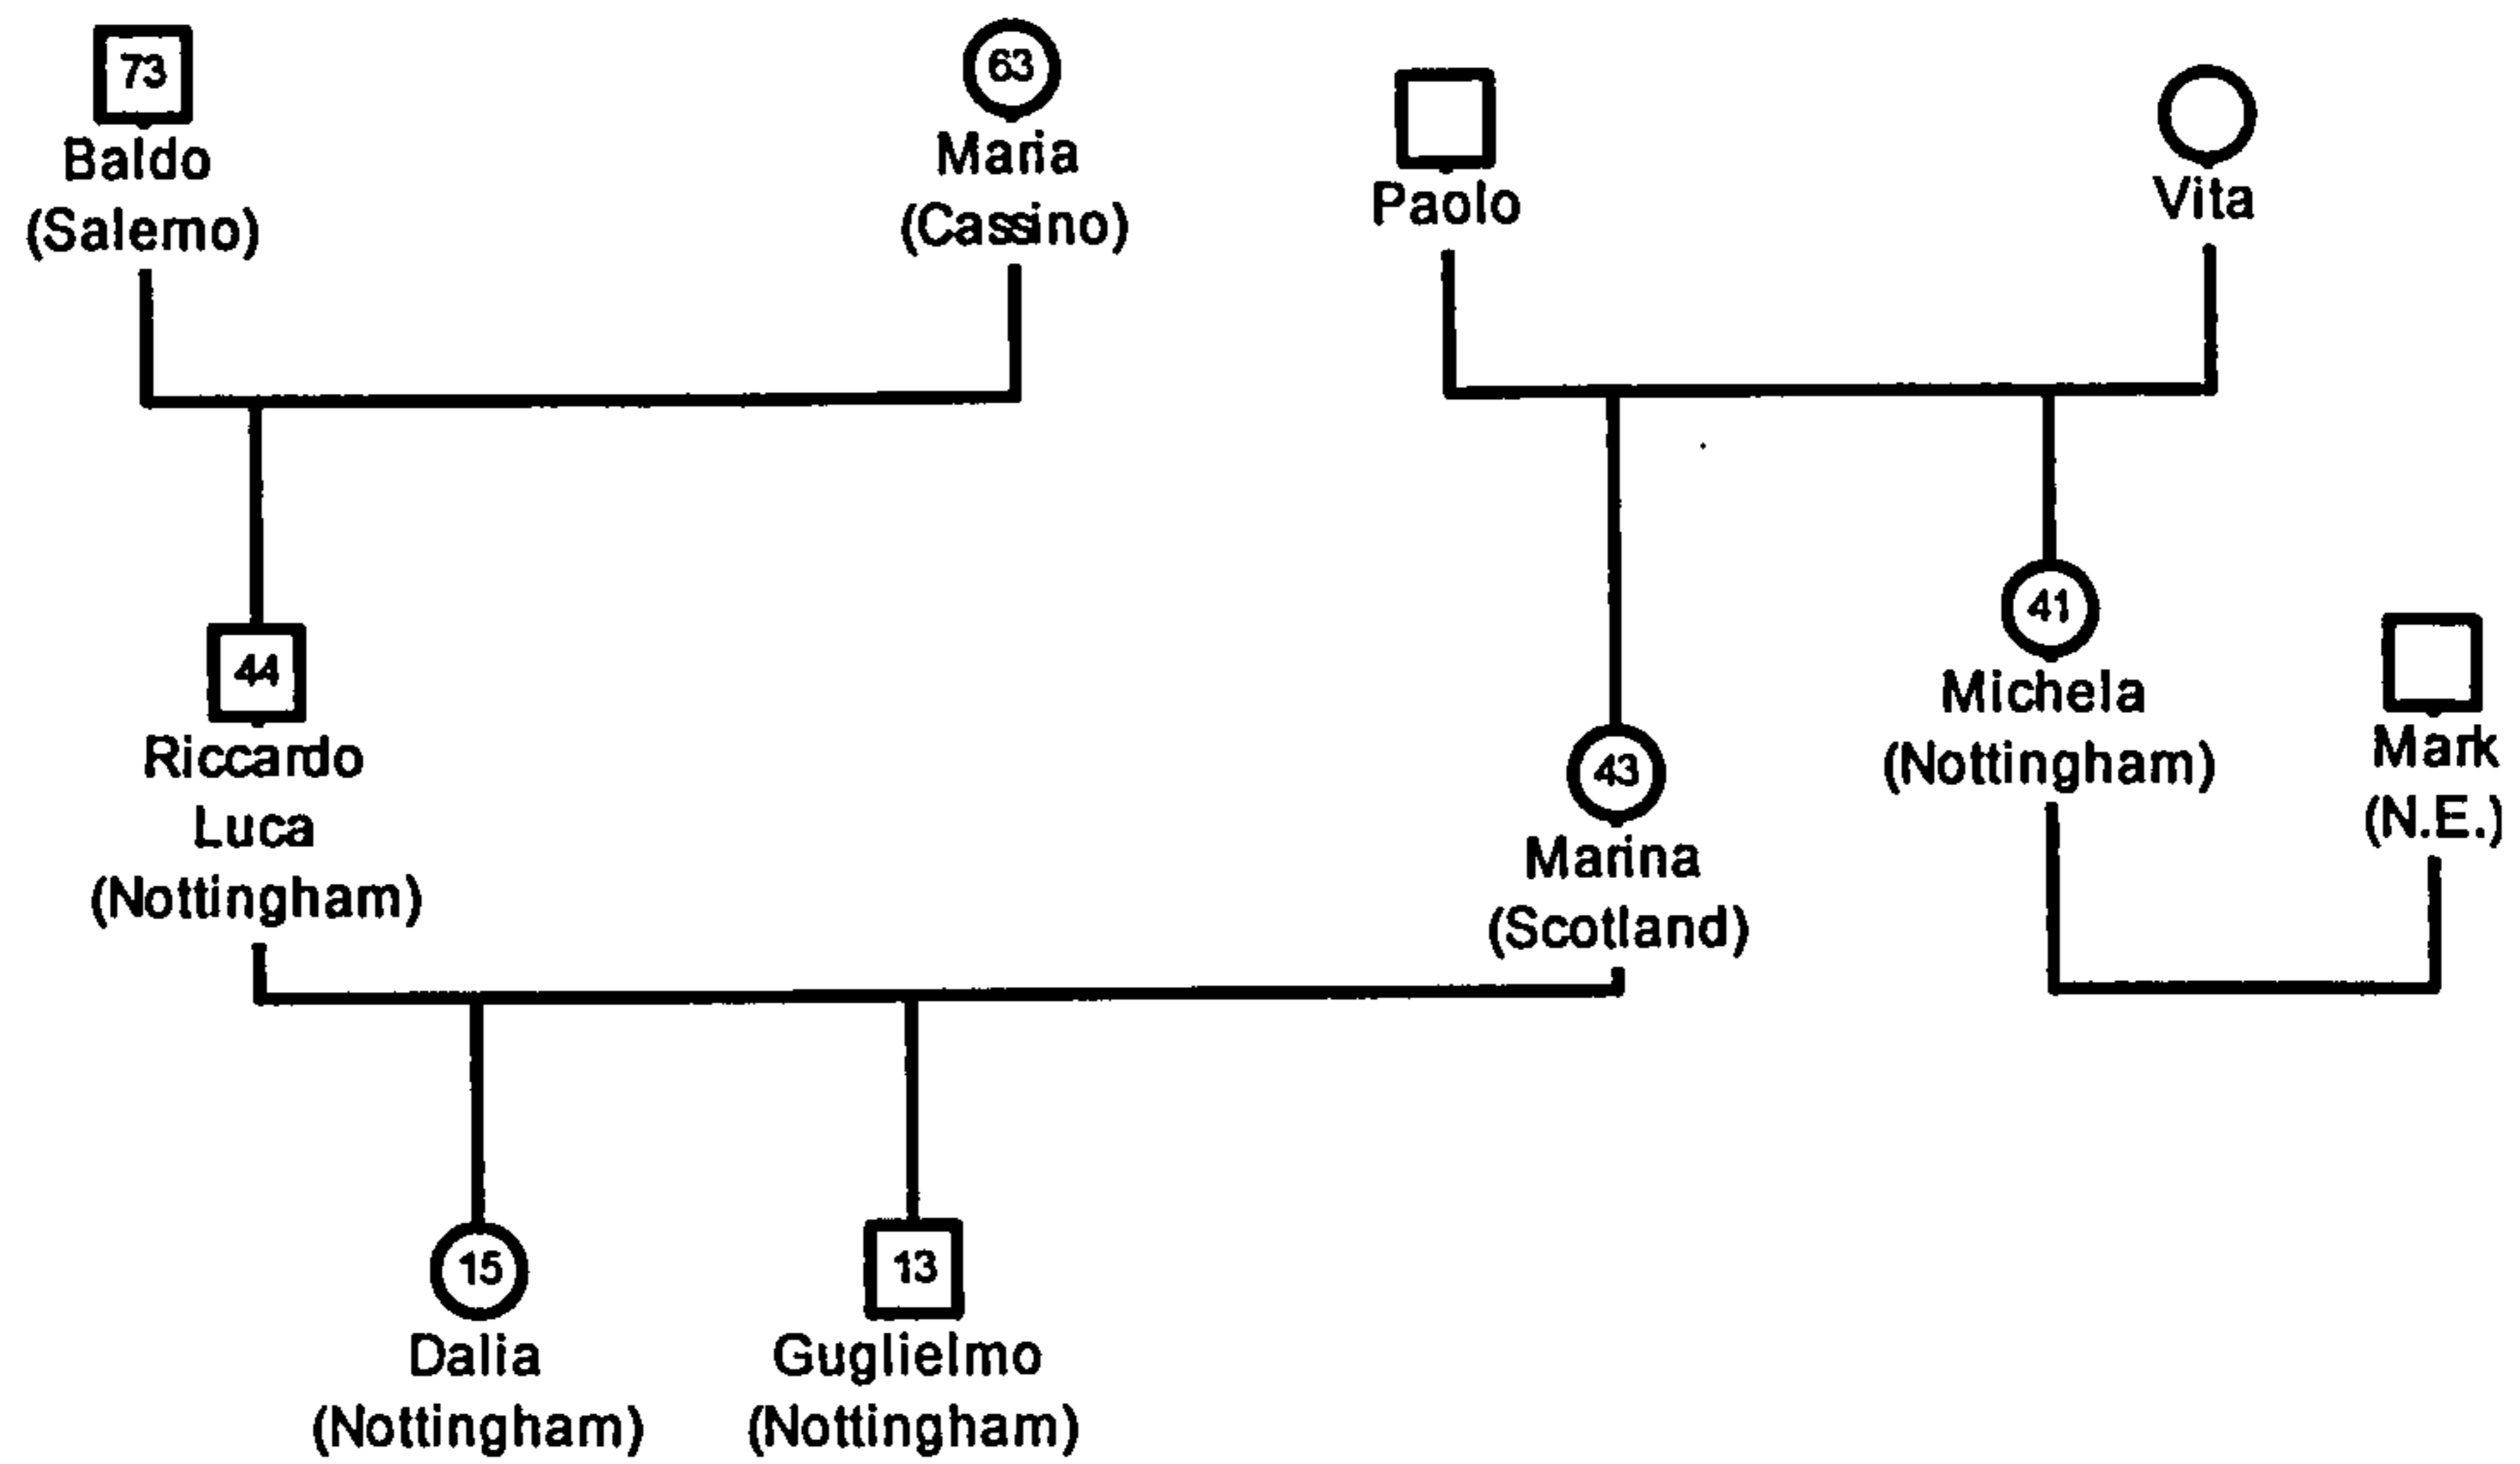 73
Baldo
(Salerno)
63
Maria
(Cassino)
Paolo
Vita
44
Riccardo
Luca
(Nottingham)
43
Marina
(Scotland)
41
Michela
(Nottingham)
Mark
(N.E.)
15
Dalia
(Nottingham)
13
Guglielmo
(Nottingham)